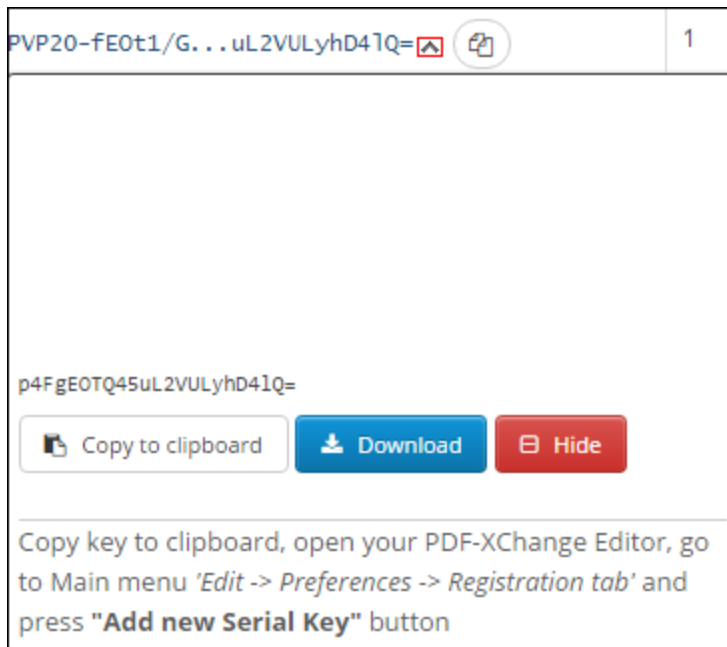 PVP20-fEOt1/G...uL2VULyhD4lQ=
1
p4FgEOTQ45uL2VULyhD4lQ=
Copy to clipboard
Download
Hide
Copy key to clipboard, open your PDF-XChange Editor, go
to Main menu 'Edit -> Preferences -> Registration tab' and
press "Add new Serial Key" button